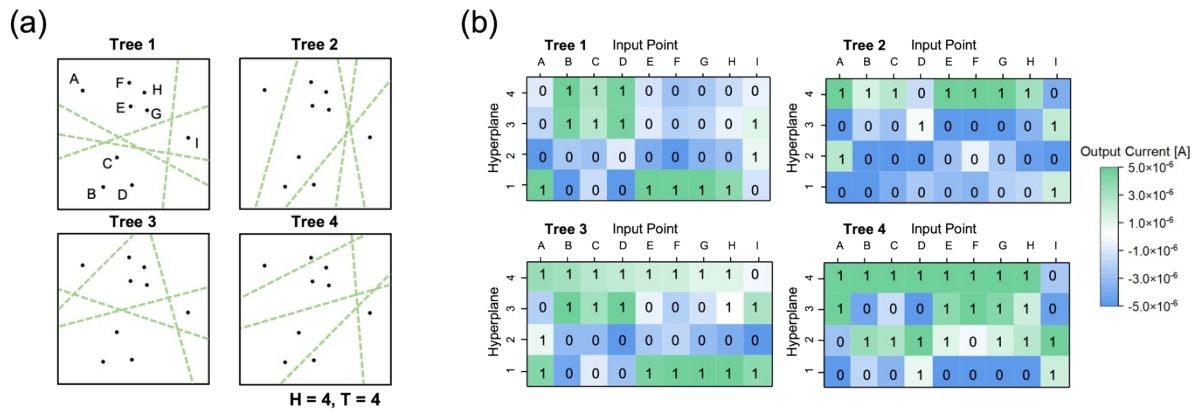 (a)
Tree 1
Tree 2
A
F
H
E
G
I
C
B
D
Tree 3
Tree 4
H = 4, T = 4
(b)
Tree 1 Input Point
A B C D E F G H I
Hyperplane
4 0 1 1 1 0 0 0 0 0
3 0 1 1 1 0 0 0 0 1
2 0 0 0 0 0 0 0 0 1
1 1 0 0 0 1 1 1 1 0
Tree 2 Input Point
A B C D E F G H I
Hyperplane
4 1 1 1 0 1 1 1 1 0
3 0 0 0 1 0 0 0 0 1
2 1 0 0 0 0 0 0 0 0
1 0 0 0 0 0 0 0 0 1
Tree 3 Input Point
A B C D E F G H I
Hyperplane
4 1 1 1 1 1 1 1 1 0
3 0 1 1 1 0 0 0 1 1
2 1 0 0 0 0 0 0 0 0
1 1 0 0 0 1 1 1 1 1
Tree 4 Input Point
A B C D E F G H I
Hyperplane
4 1 1 1 1 1 1 1 1 0
3 1 0 0 0 1 1 1 1 0
2 0 1 1 1 1 0 1 1 1
1 0 0 0 1 0 0 0 0 1
Output Current [A]
5.0×10⁻⁶
3.0×10⁻⁶
1.0×10⁻⁶
-1.0×10⁻⁶
-3.0×10⁻⁶
-5.0×10⁻⁶